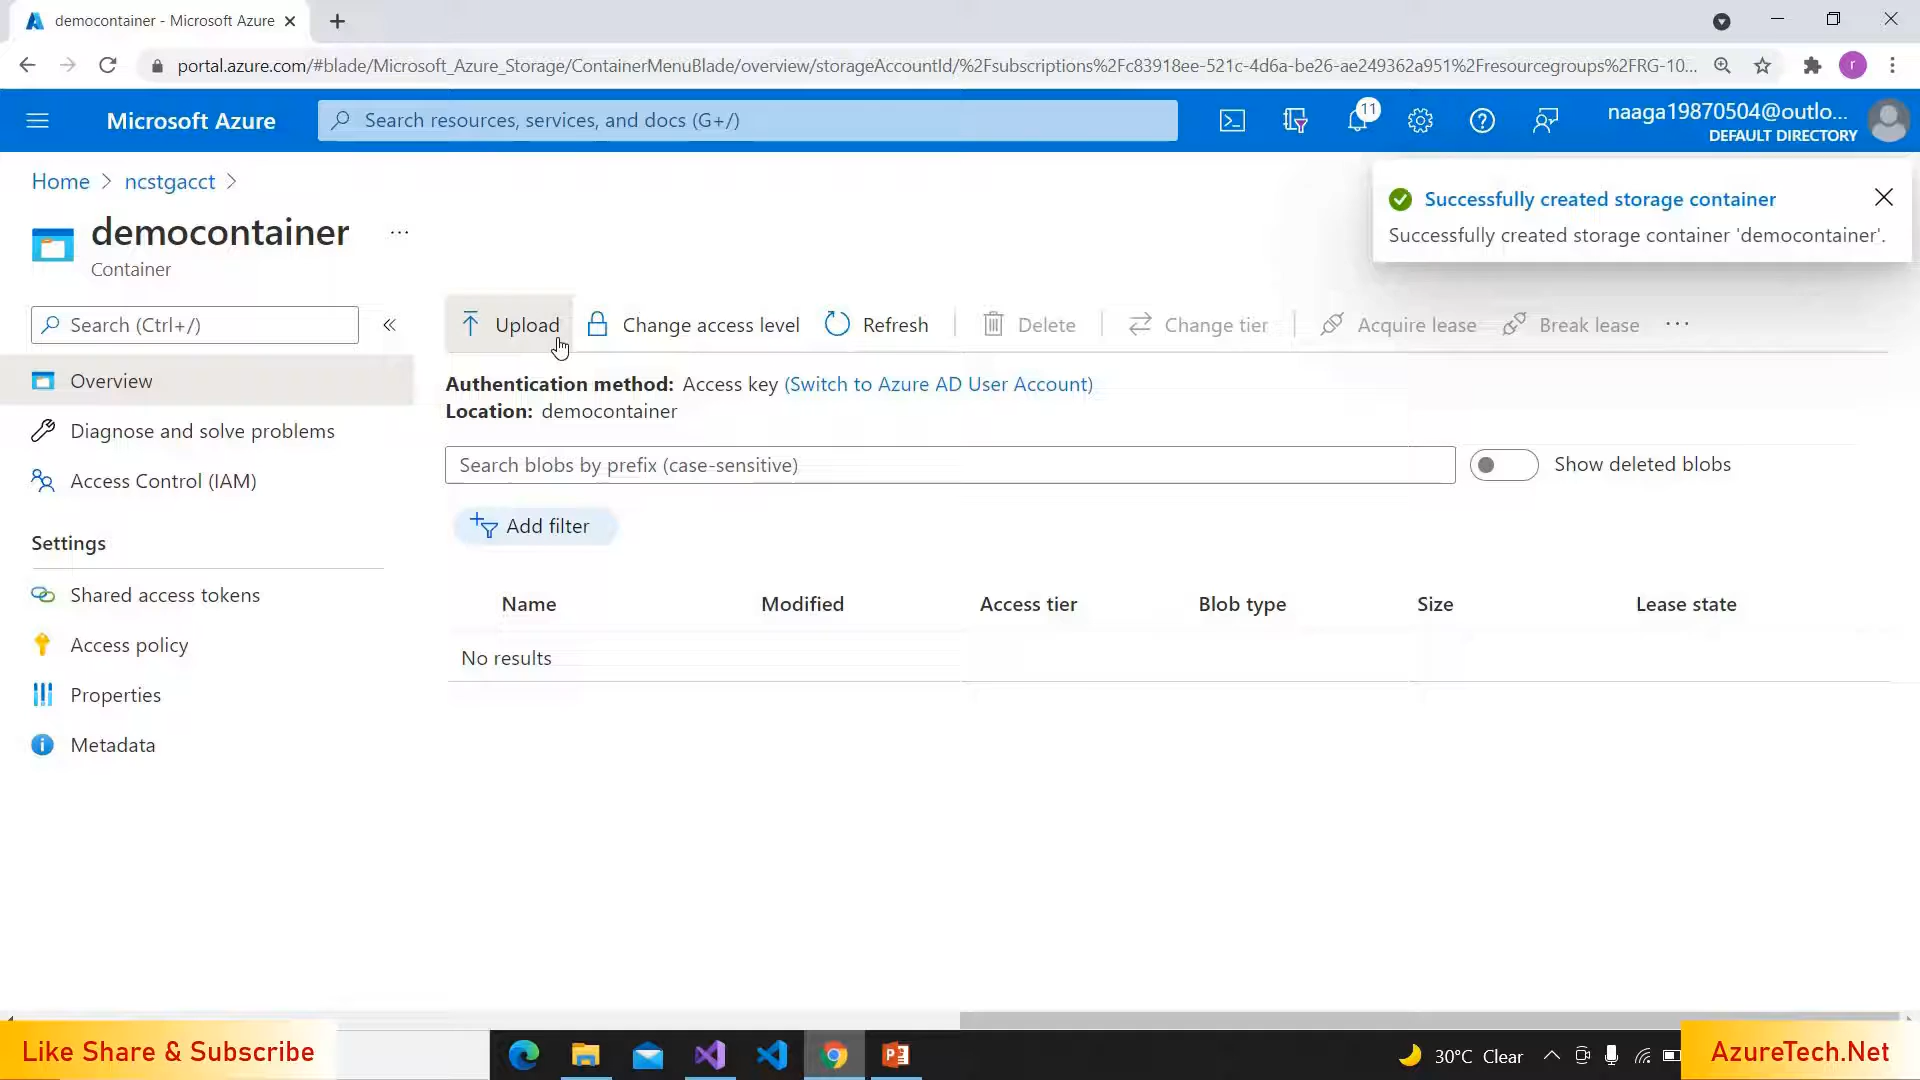 democontainer - Microsoft Azure
portal.azure.com/#blade/Microsoft_Azure_Storage/ContainerMenuBlade/overview/storageAccountId/%2Fsubscriptions%2Fc83918ee-521c-4d6a-be26-ae249362a951%2Fresourcegroups%2FRG-10...
r
Microsoft Azure
Search resources, services, and docs (G+/)
11
naaga19870504@outlo...
DEFAULT DIRECTORY
Home > ncstgacct >
democontainer ...
Container
Successfully created storage container
Successfully created storage container 'democontainer'.
Search (Ctrl+/)
«
Upload
Change access level
Refresh
Delete
Change tier
Acquire lease
Break lease
...
Overview
Diagnose and solve problems
Access Control (IAM)
Settings
Shared access tokens
Access policy
Properties
Metadata
Authentication method: Access key (Switch to Azure AD User Account)
Location: democontainer
Search blobs by prefix (case-sensitive)
Show deleted blobs
Add filter
Name Modified Access tier Blob type Size Lease state
No results
Like Share & Subscribe
30°C Clear
AzureTech.Net